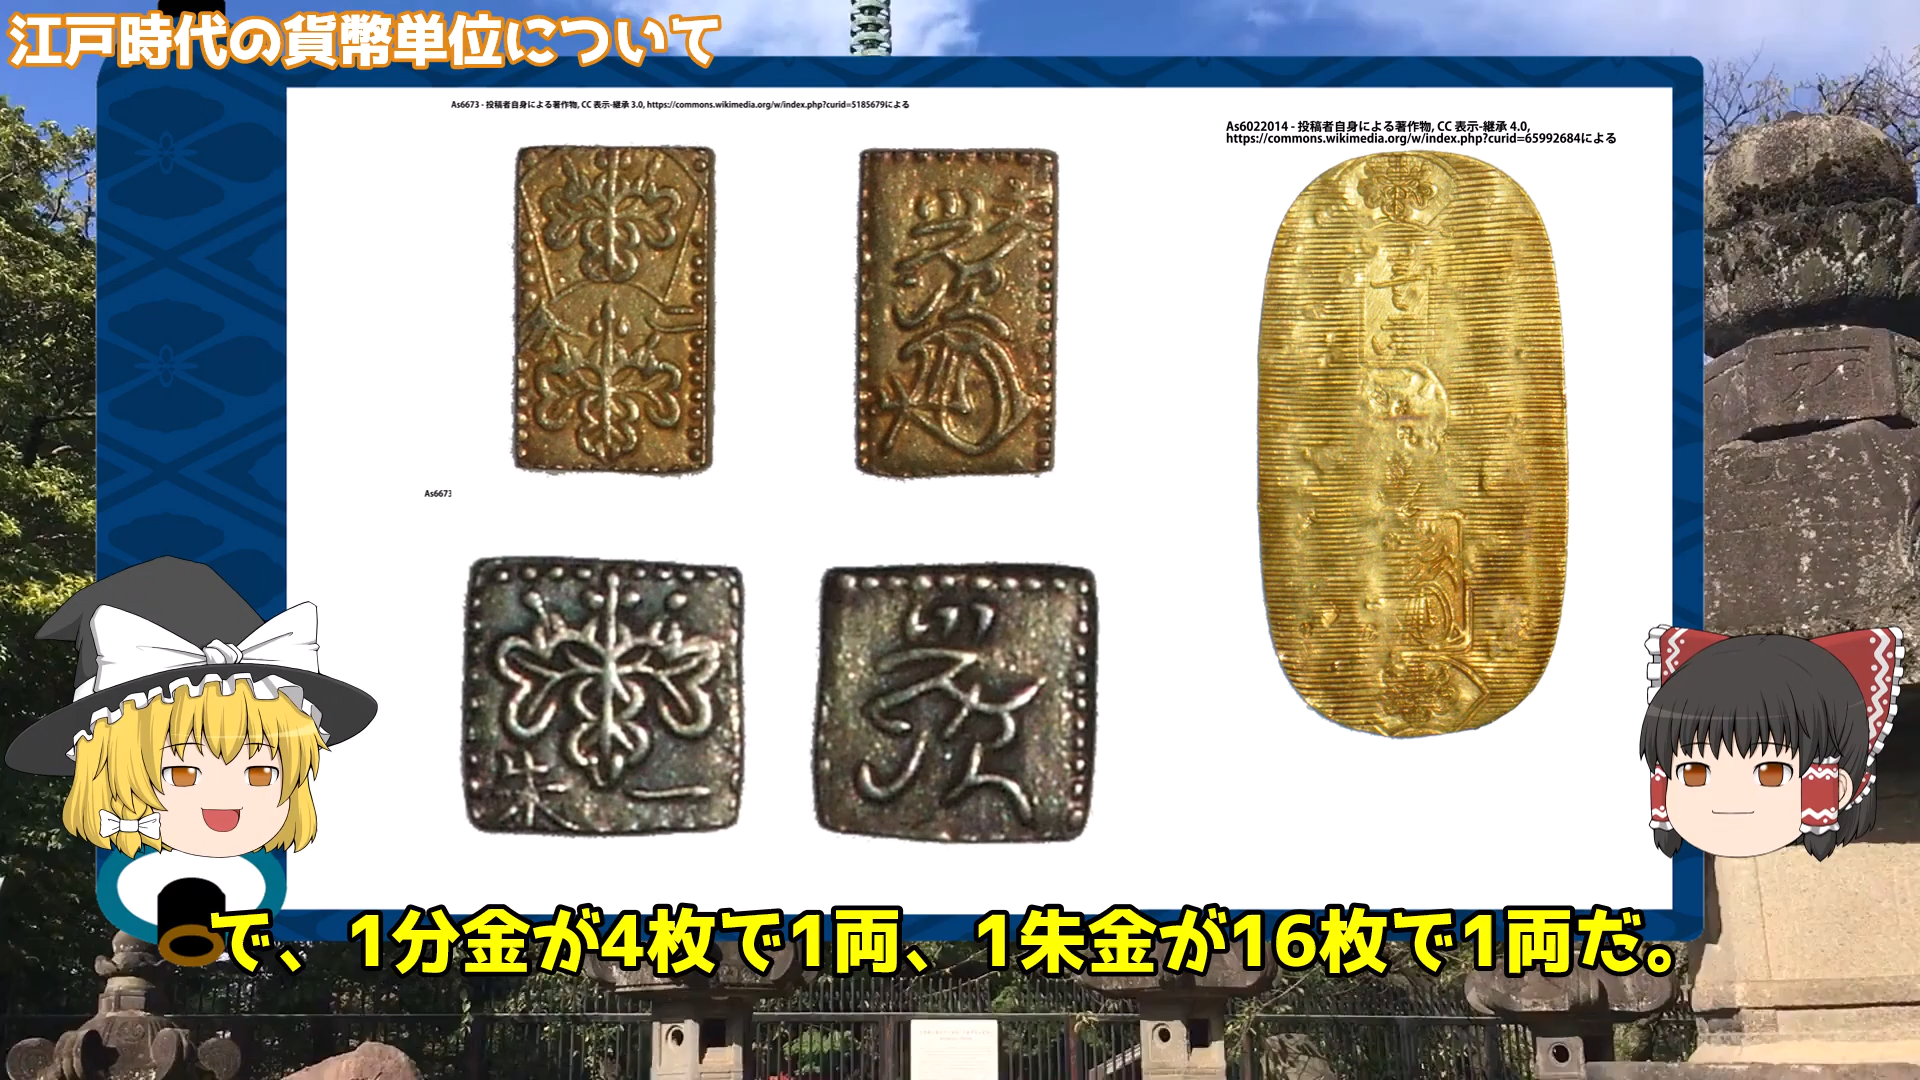 江戸時代の貨幣単位について
As6673 - 投稿者自身による著作物, CC 表示-継承 3.0, https://commons.wikimedia.org/w/index.php?curid=5185679による
As6022014 - 投稿者自身による著作物, CC 表示-継承 4.0,
https://commons.wikimedia.org/w/index.php?curid=65992684による
As6673
朱一
で、1分金が4枚で1両、1朱金が16枚で1両だ。